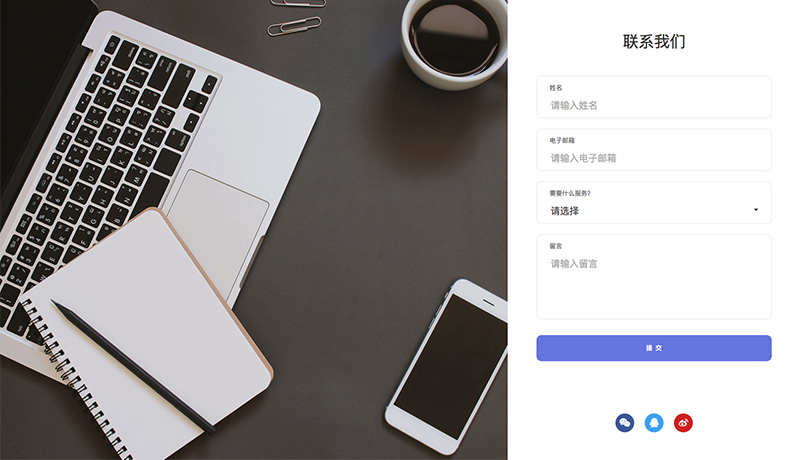 联系我们
姓名
请输入姓名
电子邮箱
请输入电子邮箱
需要什么服务?
请选择
留言
请输入留言
提 交